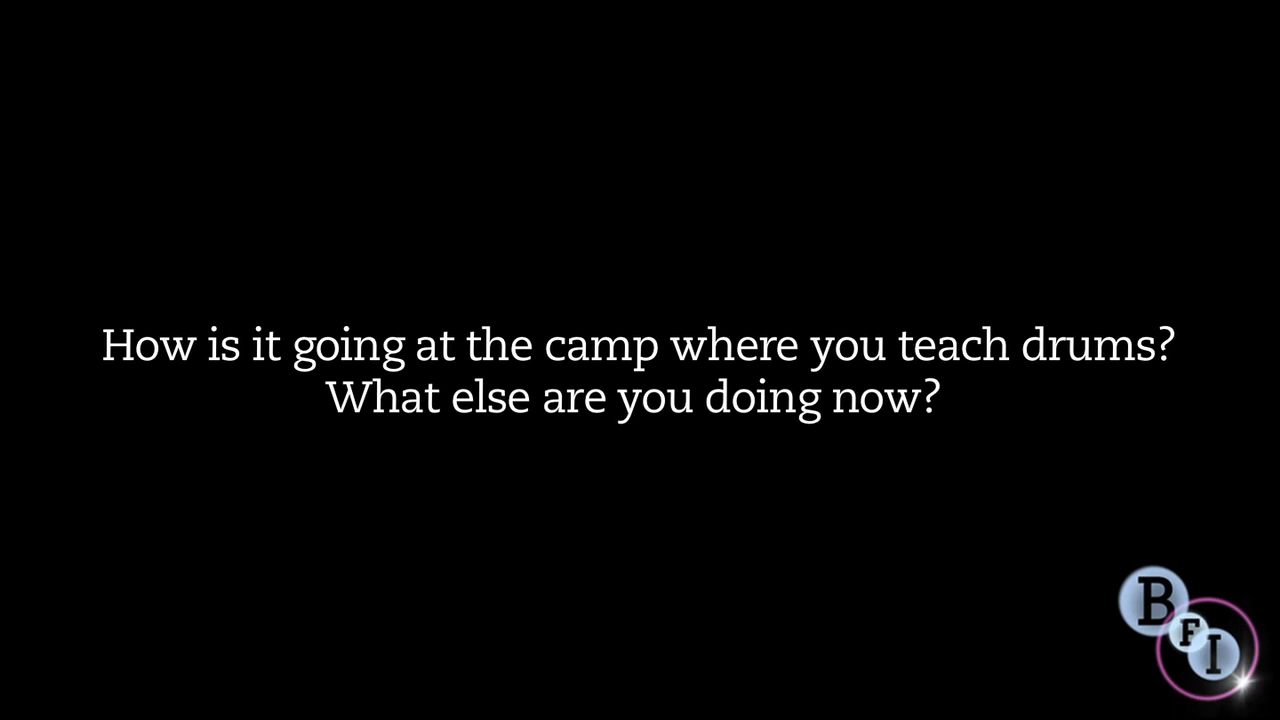 How is it going at the camp where you teach drums?
What else are you doing now?
BFI